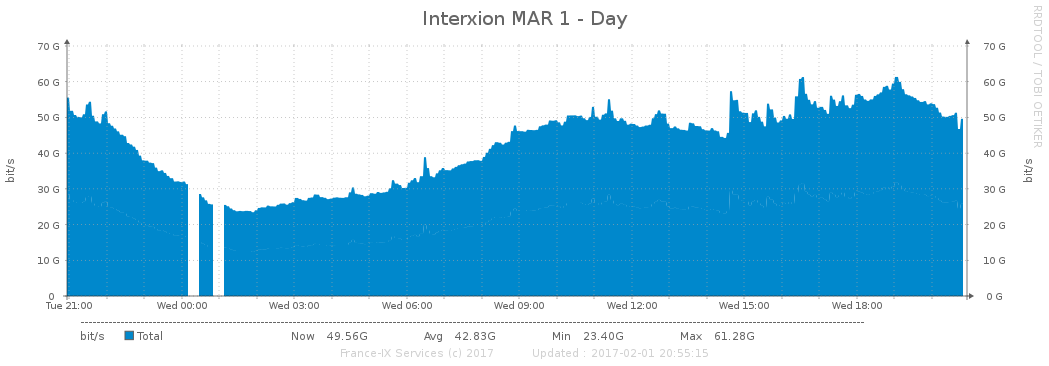 Interxion MAR 1 - Day
RRDTOOL / TOBI OETIKER
70 G 70 G
60 G 60 G
50 G 50 G
40 G 40 G
30 G 30 G
20 G 20 G
10 G 10 G
0 0 G
bit/s bit/s
Tue 21:00 Wed 00:00 Wed 03:00 Wed 06:00 Wed 09:00 Wed 12:00 Wed 15:00 Wed 18:00
bit/s Total Now 49.56G Avg 42.83G Min 23.40G Max 61.28G
France-IX Services (c) 2017 Updated : 2017-02-01 20:55:15